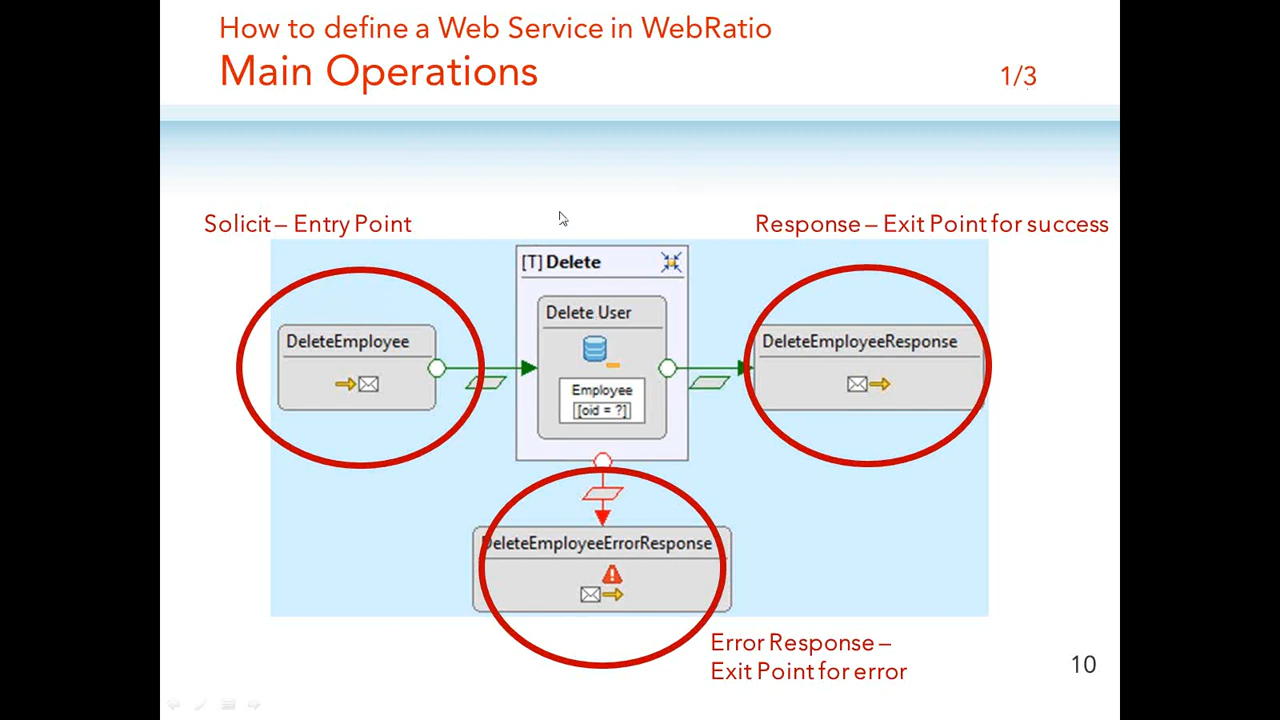 How to define a Web Service in WebRatio
Main Operations
1/3
Solicit – Entry Point
Response – Exit Point for success
[T] Delete
Delete User
DeleteEmployee
DeleteEmployeeResponse
Employee
[oid = ?]
DeleteEmployeeErrorResponse
Error Response –
Exit Point for error
10